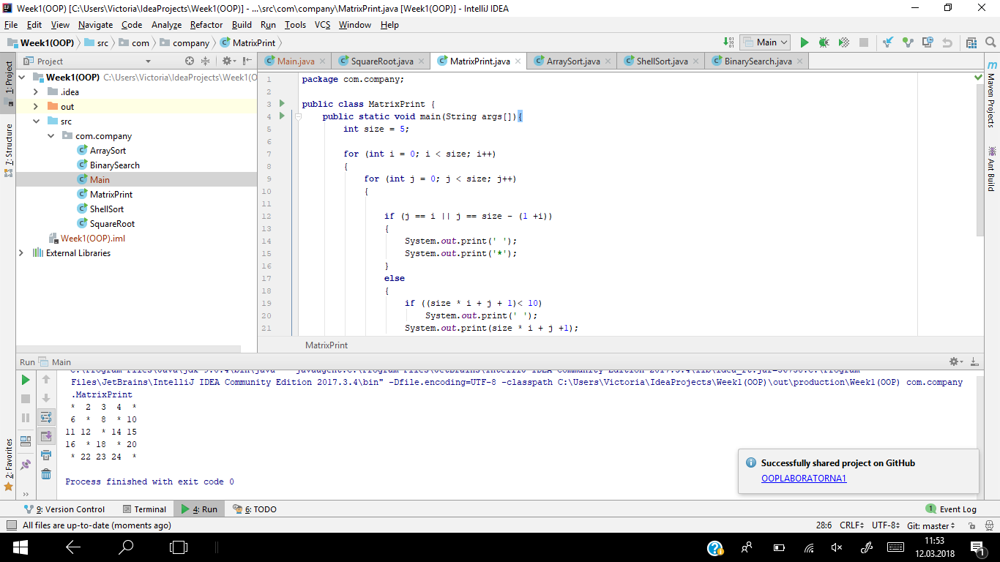 Week1(OOP) [C:\Users\Victoria\IdeaProjects\Week1(OOP)] - ...\src\com\company\MatrixPrint.java [Week1(OOP)] - IntelliJ IDEA
File Edit View Navigate Code Analyze Refactor Build Run Tools VCS Window Help
Week1(OOP) src com company MatrixPrint Main
1: Project
7: Structure
2: Favorites
Project
Week1(OOP) C:\Users\Victoria\IdeaProjects\Week1(O
.idea
out
src
com.company
ArraySort
BinarySearch
Main
MatrixPrint
ShellSort
SquareRoot
Week1(OOP).iml
External Libraries
Main.java SquareRoot.java MatrixPrint.java ArraySort.java ShellSort.java BinarySearch.java
1 package com.company;
2
3 public class MatrixPrint {
4 public static void main(String args[]){
5 int size = 5;
6
7 for (int i = 0; i < size; i++)
8 {
9 for (int j = 0; j < size; j++)
10 {
11
12 if (j == i || j == size - (1 +i))
13 {
14 System.out.print(' ');
15 System.out.print('*');
16 }
17 else
18 {
19 if ((size * i + j + 1)< 10)
20 System.out.print(' ');
21 System.out.print(size * i + j +1);
MatrixPrint
Maven Projects
Ant Build
Run Main
Files\JetBrains\IntelliJ IDEA Community Edition 2017.3.4\bin" -Dfile.encoding=UTF-8 -classpath C:\Users\Victoria\IdeaProjects\Week1(OOP)\out\production\Week1(OOP) com.company
.MatrixPrint
* 2 3 4 *
6 * 8 * 10
11 12 * 14 15
16 * 18 * 20
* 22 23 24 *
Process finished with exit code 0
Successfully shared project on GitHub
OOPLABORATORNA1
9: Version Control Terminal 4: Run 6: TODO 1 Event Log
All files are up-to-date (moments ago) 28:6 CRLF UTF-8 Git: master
11:53
12.03.2018
1